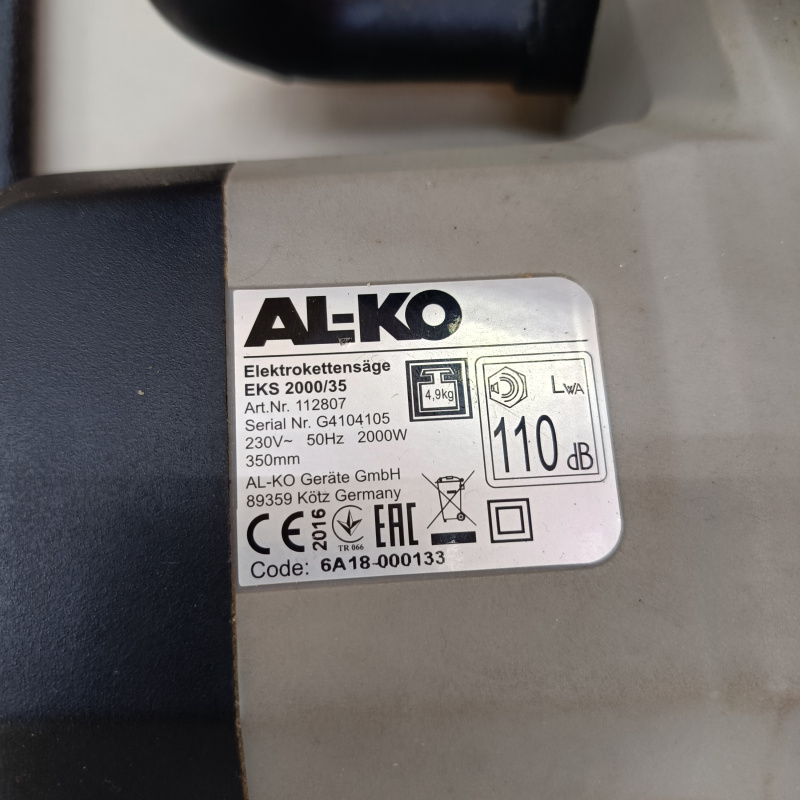 AL-KO
Elektrokettensäge
EKS 2000/35
Art.Nr. 112807
Serial Nr. G4104105
230V~ 50Hz 2000W
350mm
AL-KO Geräte GmbH
89359 Kötz Germany
4,9kg
LWA
110 dB
CE 2016 TR 066 EAC
Code: 6A18-000133